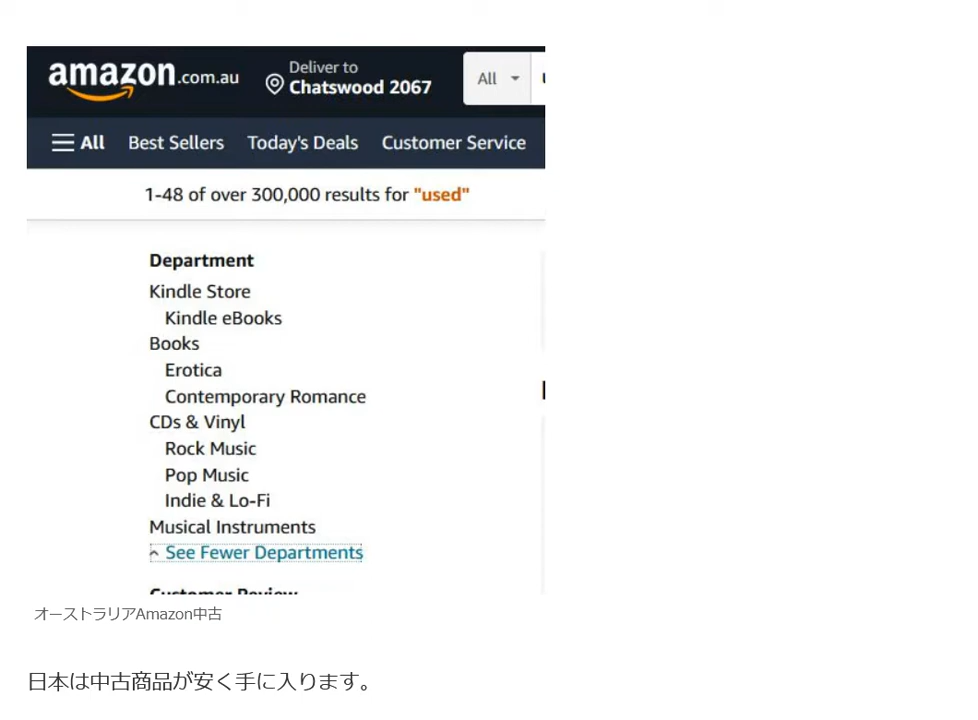 amazon.com.au
Deliver to
Chatswood 2067
All
All Best Sellers Today's Deals Customer Service
1-48 of over 300,000 results for "used"
Department
Kindle Store
Kindle eBooks
Books
Erotica
Contemporary Romance
CDs & Vinyl
Rock Music
Pop Music
Indie & Lo-Fi
Musical Instruments
See Fewer Departments
Customer Review
オーストラリアAmazon中古
日本は中古商品が安く手に入ります。